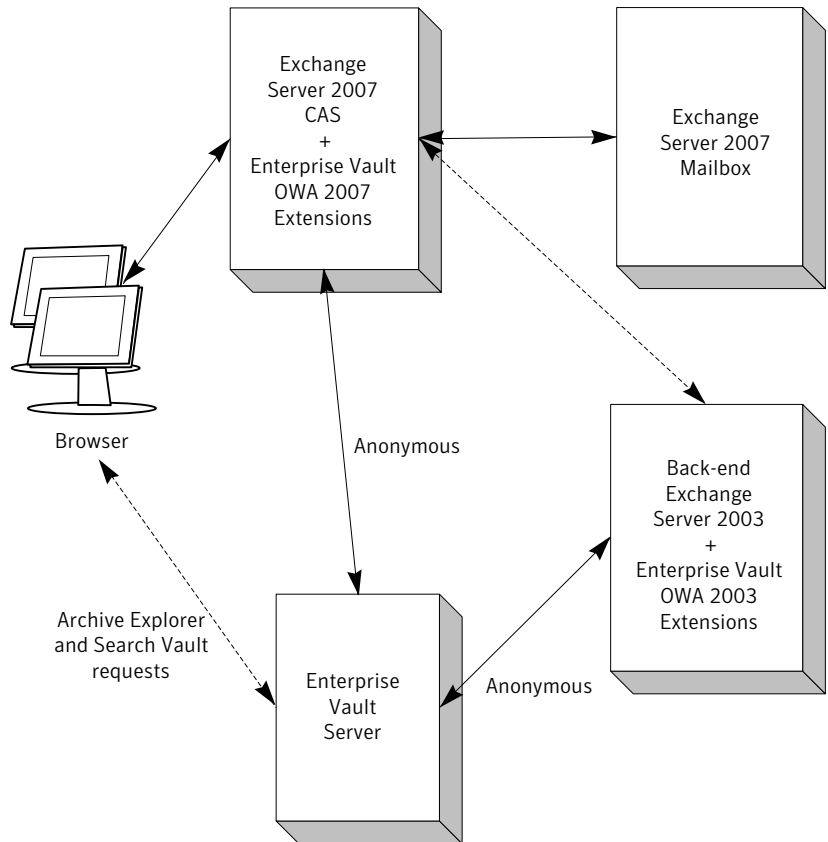 Exchange
Server 2007
CAS
+
Enterprise Vault
OWA 2007
Extensions
Exchange
Server 2007
Mailbox
Browser
Anonymous
Back-end
Exchange
Server 2003
+
Enterprise Vault
OWA 2003
Extensions
Archive Explorer
and Search Vault
requests
Enterprise
Vault
Server
Anonymous